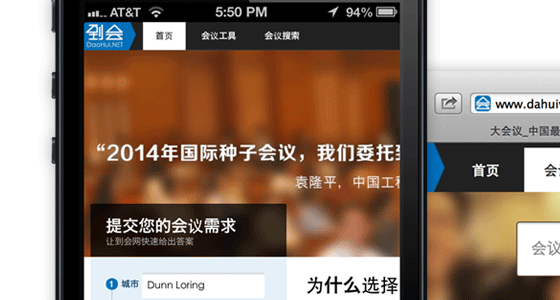 AT&T 5:50 PM 94%
到会
DaoHui.NET
首页 会议工具 会议搜索
“2014年国际种子会议，我们委托到
袁隆平，中国工程
提交您的会议需求
让到会网快速给出答案
1 城市 Dunn Loring
为什么选择
www.dahuiy
大会议_中国最
首页 会
会议